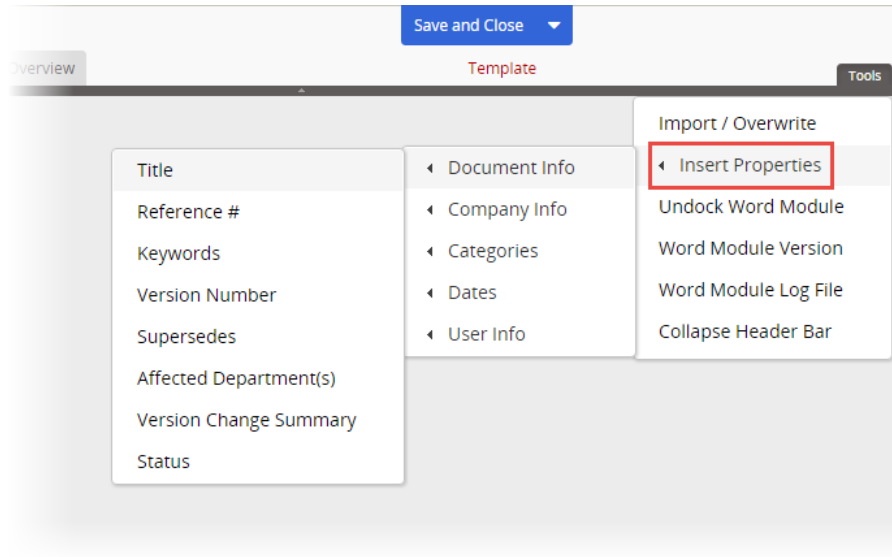 Save and Close
Overview
Template
Tools
Import / Overwrite
Insert Properties
Undock Word Module
Word Module Version
Word Module Log File
Collapse Header Bar
Document Info
Company Info
Categories
Dates
User Info
Title
Reference #
Keywords
Version Number
Supersedes
Affected Department(s)
Version Change Summary
Status